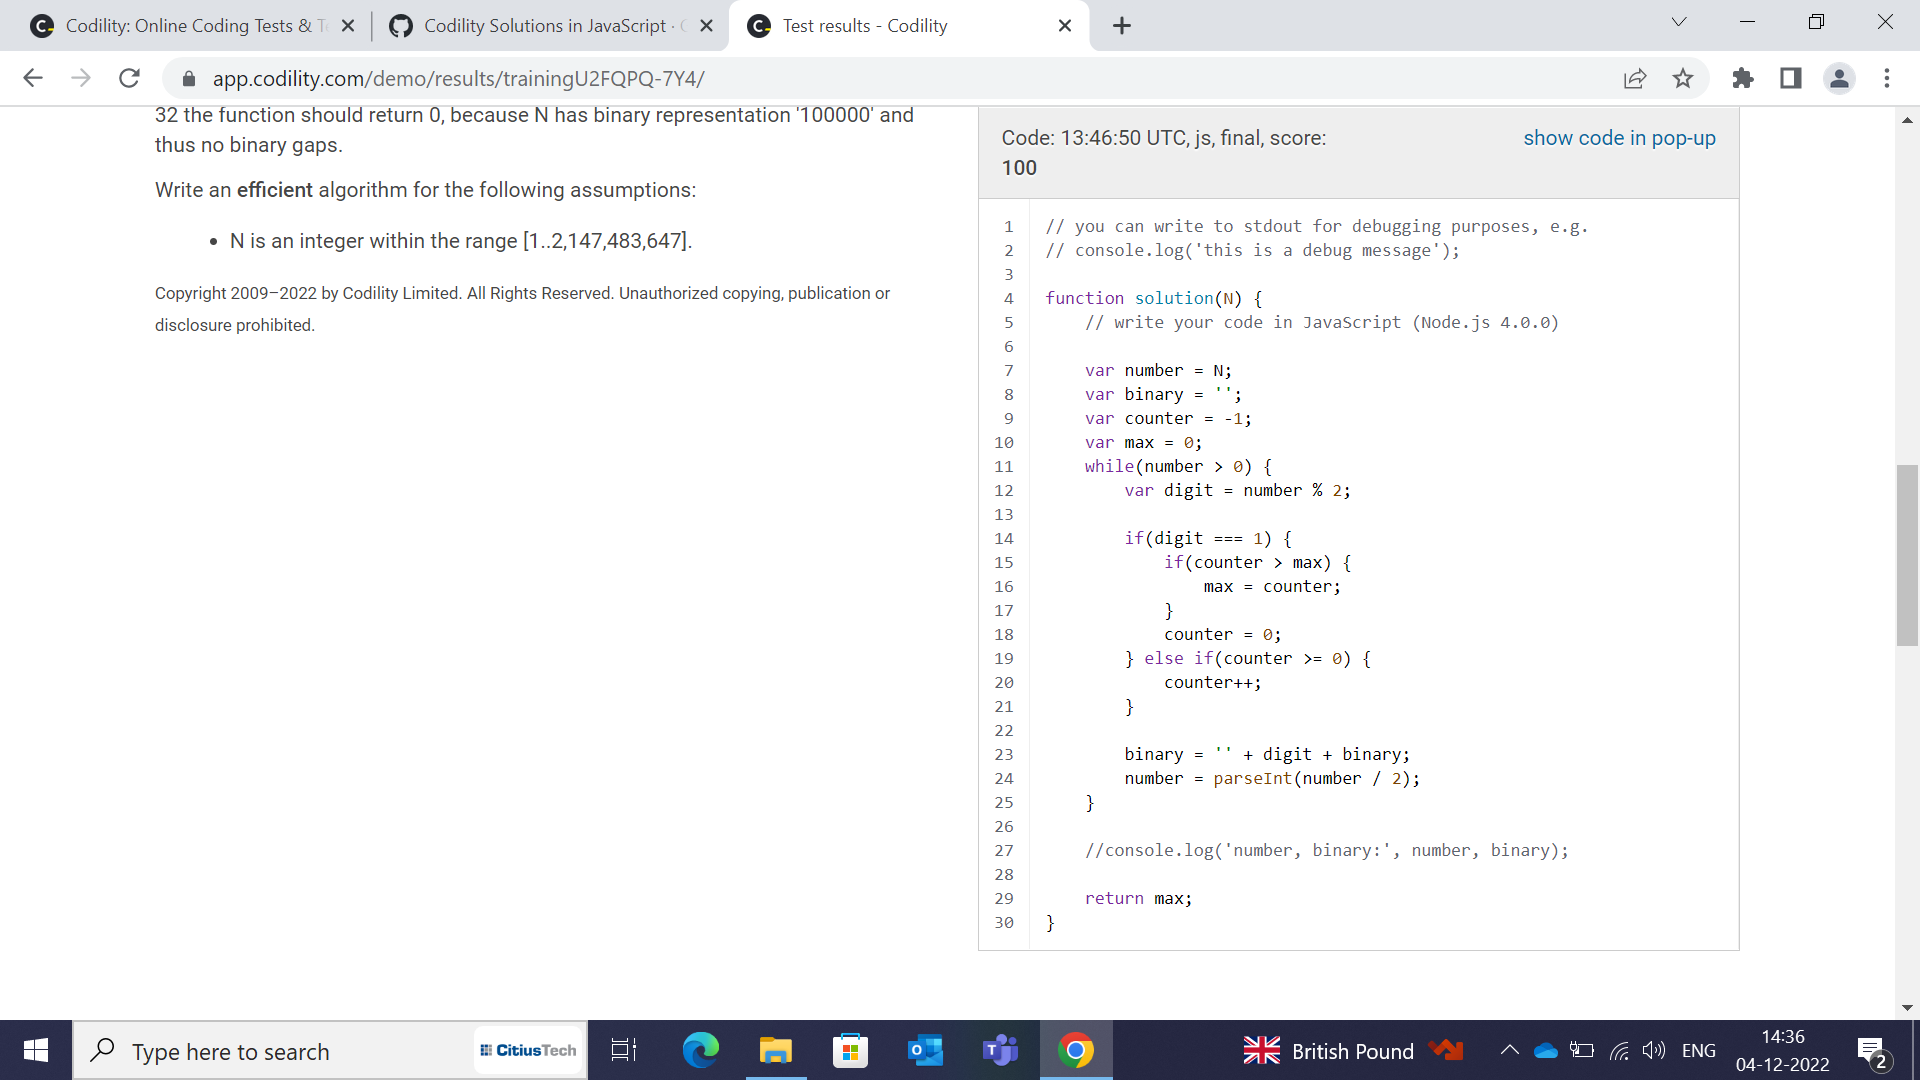 Codility: Online Coding Tests & T
Codility Solutions in JavaScript ·
Test results - Codility
app.codility.com/demo/results/trainingU2FQPQ-7Y4/
32 the function should return 0, because N has binary representation '100000' and
thus no binary gaps.
Write an efficient algorithm for the following assumptions:
• N is an integer within the range [1..2,147,483,647].
Copyright 2009–2022 by Codility Limited. All Rights Reserved. Unauthorized copying, publication or
disclosure prohibited.
Code: 13:46:50 UTC, js, final, score:
100
show code in pop-up
1 // you can write to stdout for debugging purposes, e.g.
2 // console.log('this is a debug message');
3
4 function solution(N) {
5     // write your code in JavaScript (Node.js 4.0.0)
6
7     var number = N;
8     var binary = '';
9     var counter = -1;
10     var max = 0;
11     while(number > 0) {
12         var digit = number % 2;
13
14         if(digit === 1) {
15             if(counter > max) {
16                 max = counter;
17             }
18             counter = 0;
19         } else if(counter >= 0) {
20             counter++;
21         }
22
23         binary = '' + digit + binary;
24         number = parseInt(number / 2);
25     }
26
27     //console.log('number, binary:', number, binary);
28
29     return max;
30 }
Type here to search
CitiusTech
British Pound
ENG
14:36
04-12-2022
2